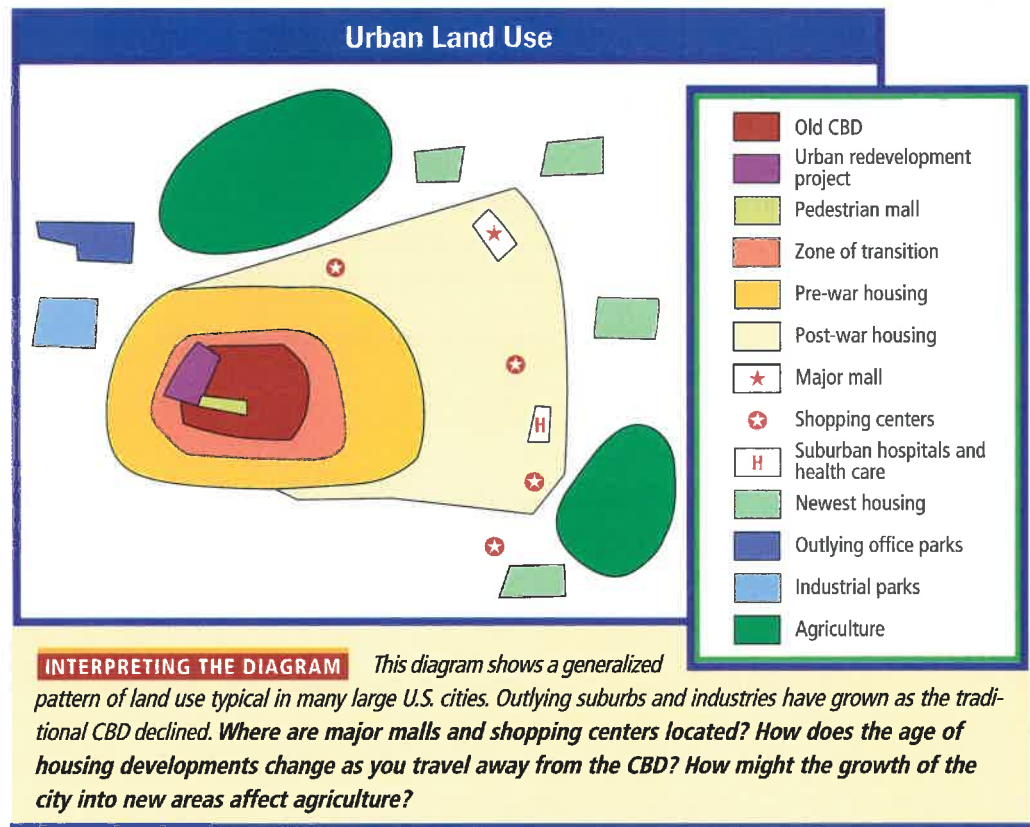 Urban Land Use
Old CBD
Urban redevelopment
project
Pedestrian mall
Zone of transition
Pre-war housing
Post-war housing
Major mall
Shopping centers
H
Suburban hospitals and
health care
Newest housing
Outlying office parks
Industrial parks
Agriculture
H
INTERPRETING THE DIAGRAM This diagram shows a generalized
pattern of land use typical in many large U.S. cities. Outlying suburbs and industries have grown as the tradi-
tional CBD declined. Where are major malls and shopping centers located? How does the age of
housing developments change as you travel away from the CBD? How might the growth of the
city into new areas affect agriculture?